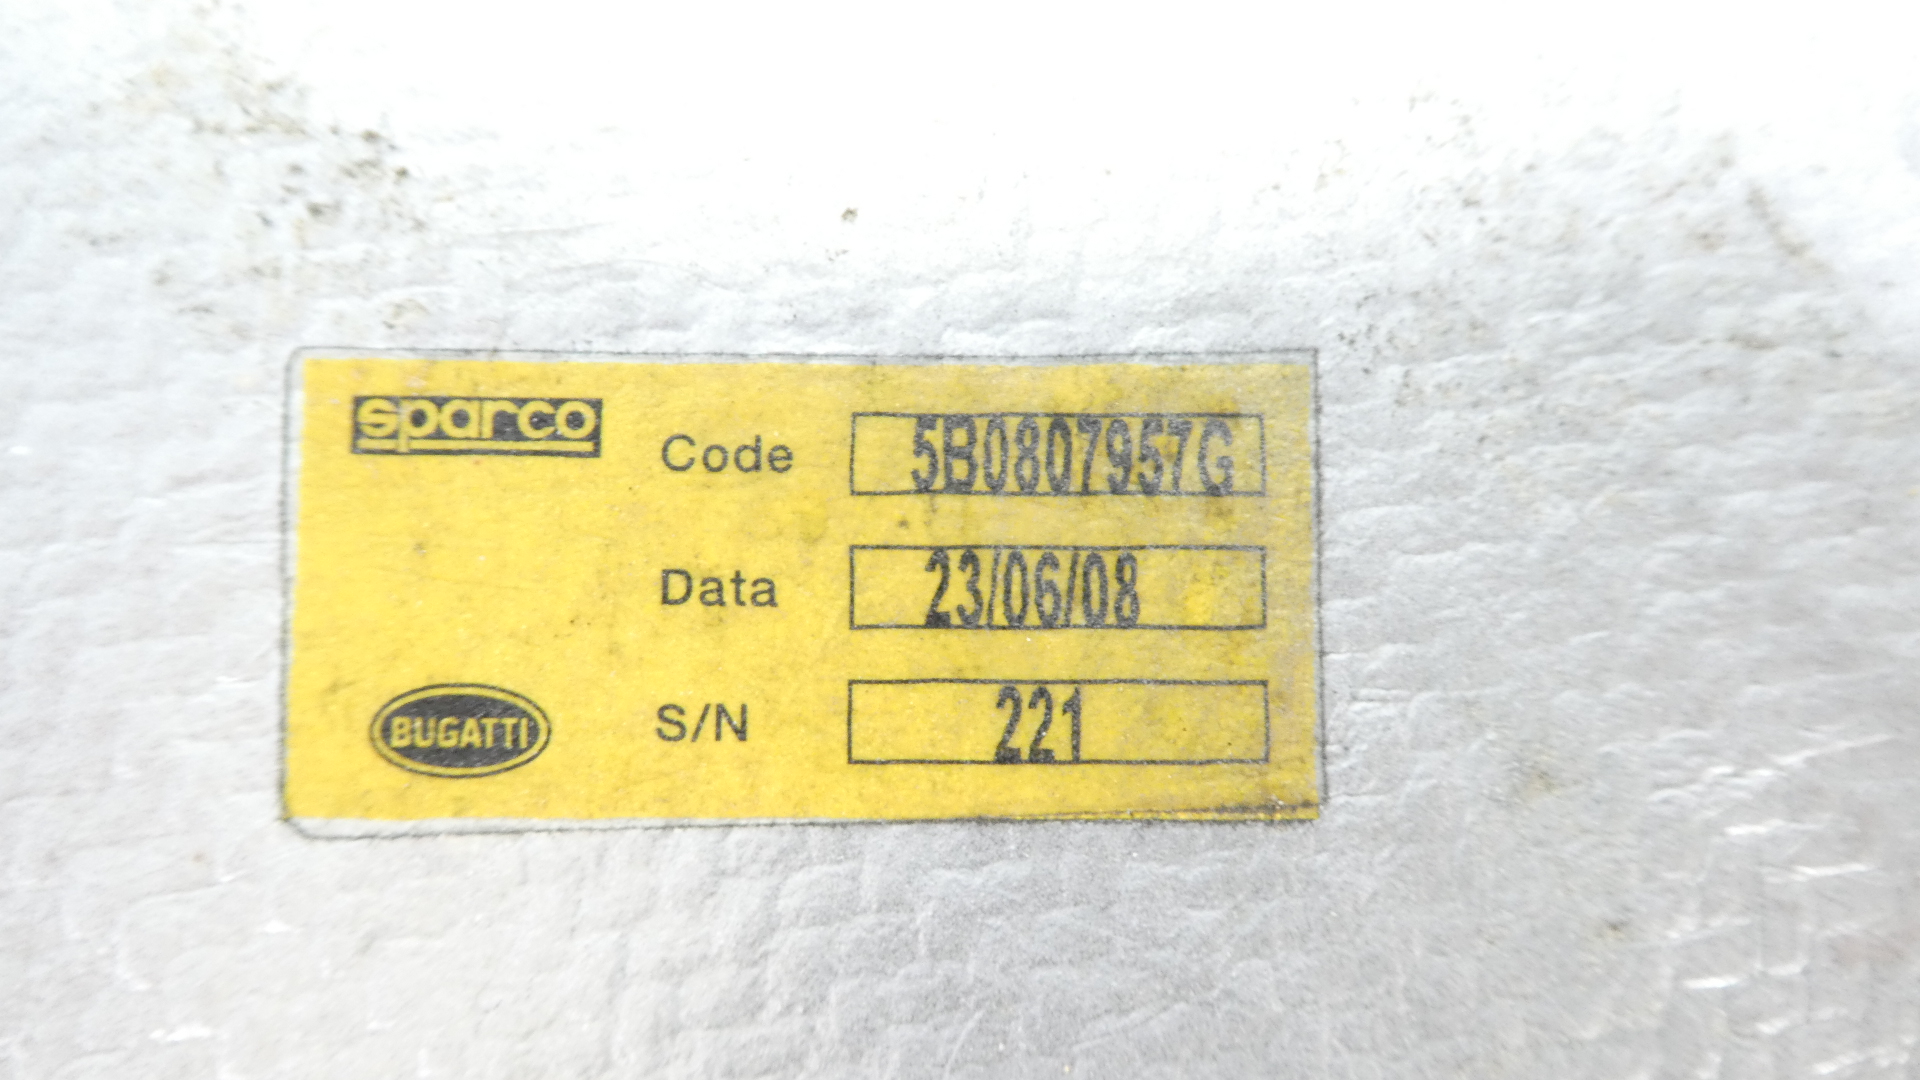 sparco
Code 5B0807957G
Data 23/06/08
BUGATTI S/N 221